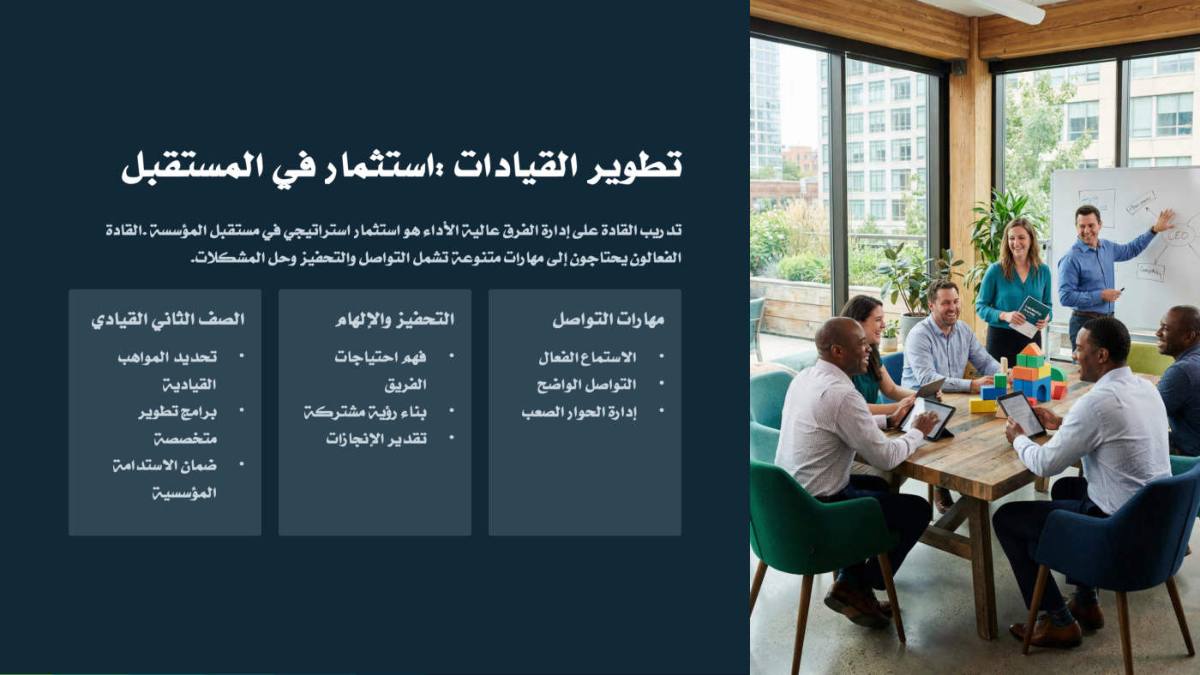 تطوير القيادات :استثمار في المستقبل
تدريب القادة على إدارة الفرق عالية الأداء هو استثمار استراتيجي في مستقبل المؤسسة .القادة
الفعالون يحتاجون إلى مهارات متنوعة تشمل التواصل والتحفيز وحل المشكلات.
مهارات التواصل
• الاستماع الفعال
• التواصل الواضح
• إدارة الحوار الصعب
التحفيز والإلهام
• فهم احتياجات
الفريق
• بناء رؤية مشتركة
• تقدير الإنجازات
الصف الثاني القيادي
• تحديد المواهب
القيادية
• برامج تطوير
متخصصة
• ضمان الاستدامة
المؤسسية
CEO